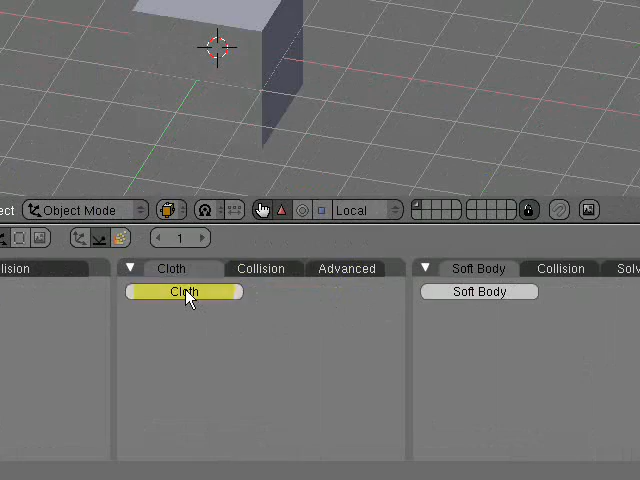 ect Object Mode Local
1
lision Cloth Collision Advanced Soft Body Collision Solv
Cloth Soft Body